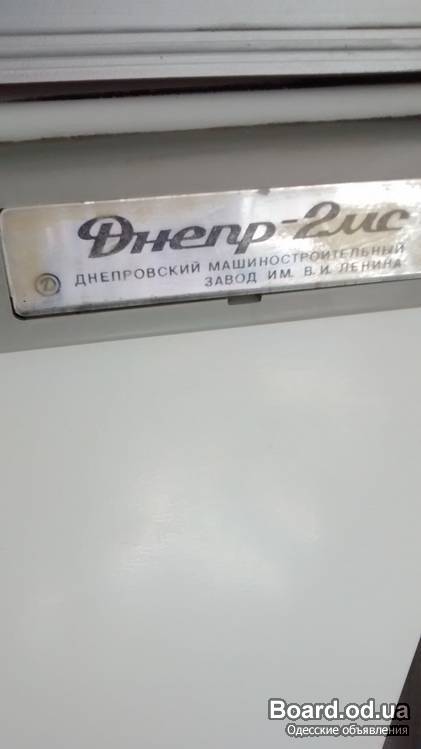 Днепр-2мс
ДНЕПРОВСКИЙ МАШИНОСТРОИТЕЛЬНЫЙ
ЗАВОД ИМ. В.И. ЛЕНИНА
Board.od.ua
Одесские объявления